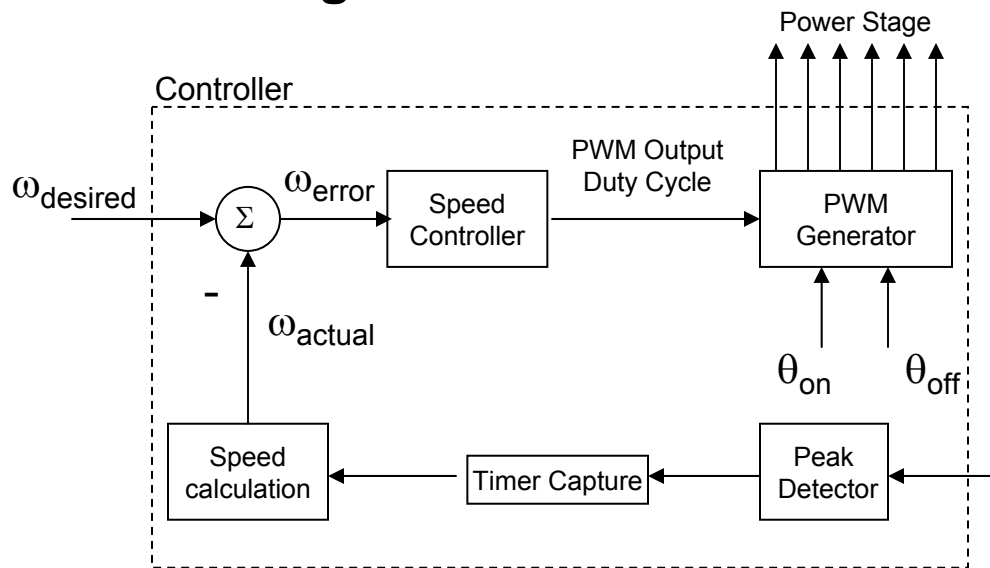 Power Stage
Controller
PWM Output
Duty Cycle
ωdesired
ωerror
Σ
Speed
Controller
PWM
Generator
-
ωactual
θon
θoff
Speed
calculation
Timer Capture
Peak
Detector